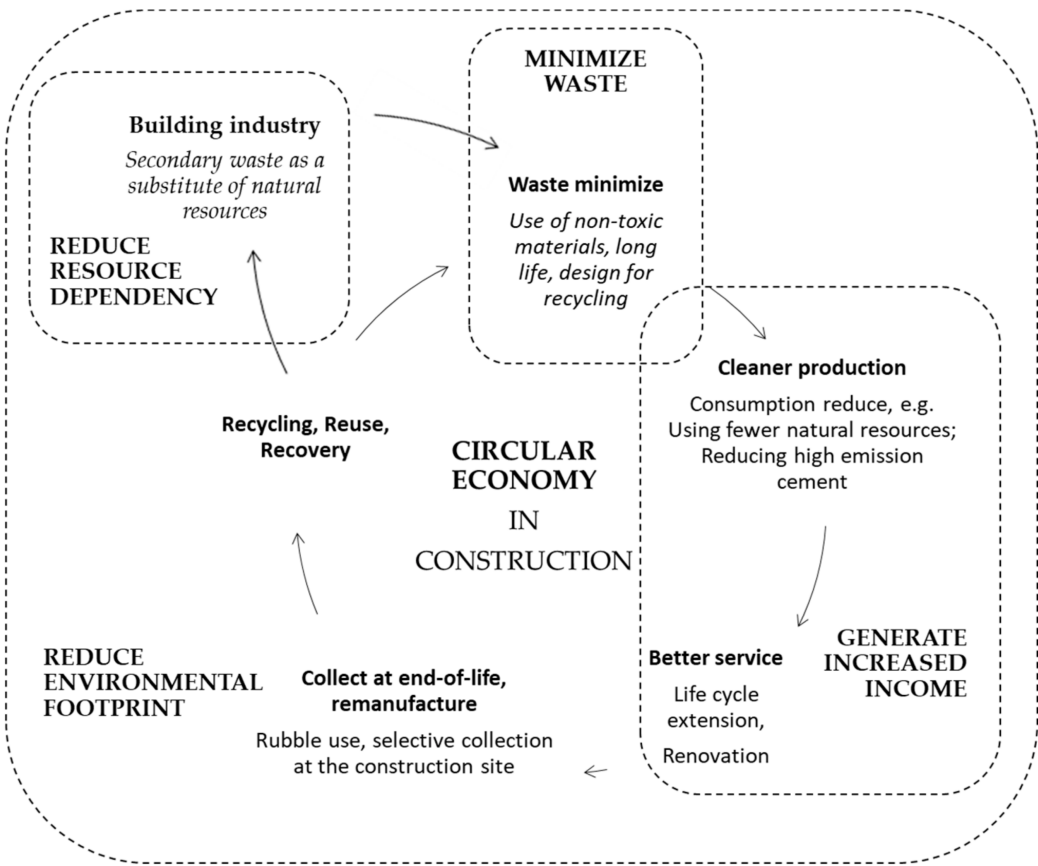 MINIMIZE
WASTE
Building industry
Secondary waste as a
substitute of natural
resources
REDUCE
RESOURCE
DEPENDENCY
Waste minimize
Use of non-toxic
materials, long
life, design for
recycling
Cleaner production
Consumption reduce, e.g.
Using fewer natural resources;
Reducing high emission
cement
Recycling, Reuse,
Recovery
CIRCULAR
ECONOMY
IN
CONSTRUCTION
REDUCE
ENVIRONMENTAL
FOOTPRINT
Collect at end-of-life,
remanufacture
Rubble use, selective collection
at the construction site
Better service
Life cycle
extension,
Renovation
GENERATE
INCREASED
INCOME